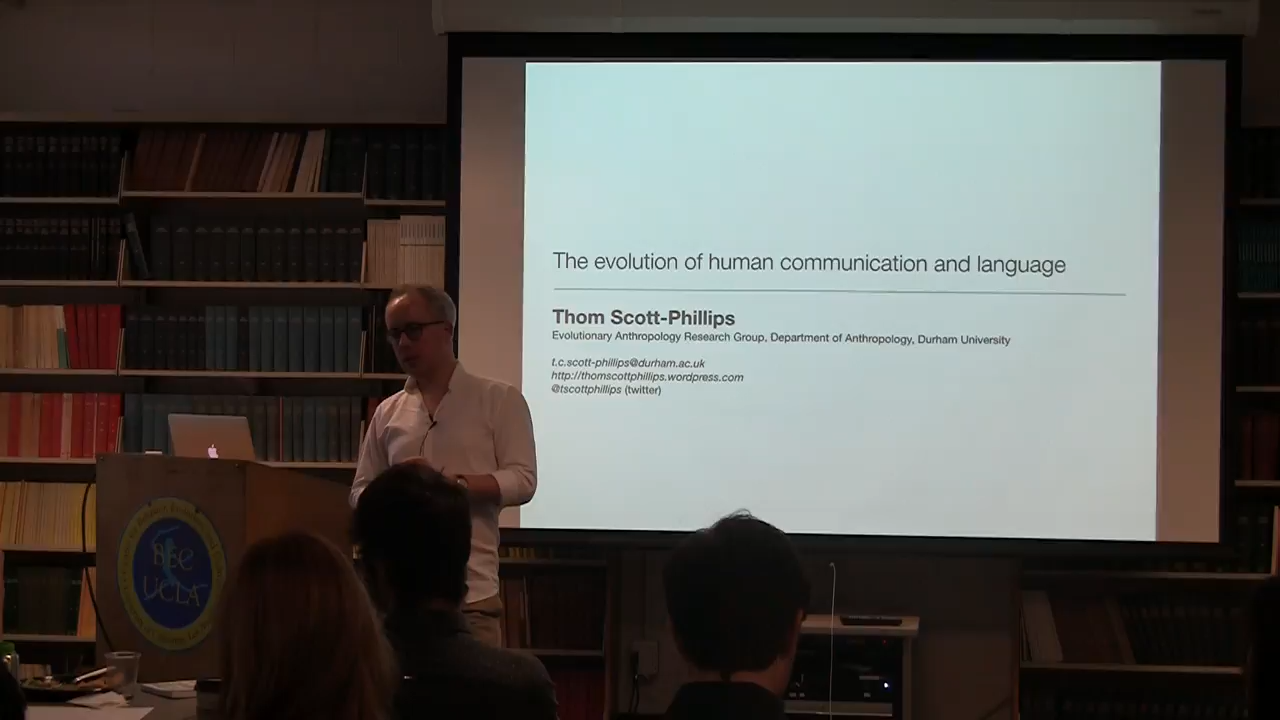 The evolution of human communication and language
Thom Scott-Phillips
Evolutionary Anthropology Research Group, Department of Anthropology, Durham University
t.c.scott-phillips@durham.ac.uk
http://thomscottphillips.wordpress.com
@tscottphillips (twitter)
BEC
UCLA